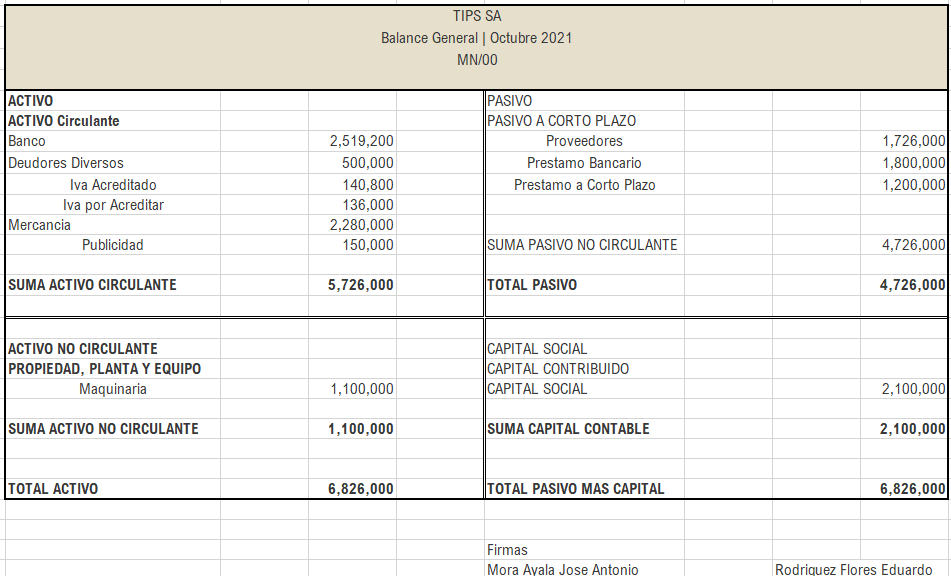 TIPS SA
Balance General | Octubre 2021
MN/00
ACTIVO PASIVO
ACTIVO Circulante PASIVO A CORTO PLAZO
Banco 2,519,200 Proveedores 1,726,000
Deudores Diversos 500,000 Prestamo Bancario 1,800,000
Iva Acreditado 140,800 Prestamo a Corto Plazo 1,200,000
Iva por Acreditar 136,000
Mercancia 2,280,000
Publicidad 150,000 SUMA PASIVO NO CIRCULANTE 4,726,000
SUMA ACTIVO CIRCULANTE 5,726,000 TOTAL PASIVO 4,726,000
ACTIVO NO CIRCULANTE CAPITAL SOCIAL
PROPIEDAD, PLANTA Y EQUIPO CAPITAL CONTRIBUIDO
Maquinaria 1,100,000 CAPITAL SOCIAL 2,100,000
SUMA ACTIVO NO CIRCULANTE 1,100,000 SUMA CAPITAL CONTABLE 2,100,000
TOTAL ACTIVO 6,826,000 TOTAL PASIVO MAS CAPITAL 6,826,000
Firmas
Mora Ayala Jose Antonio Rodriguez Flores Eduardo